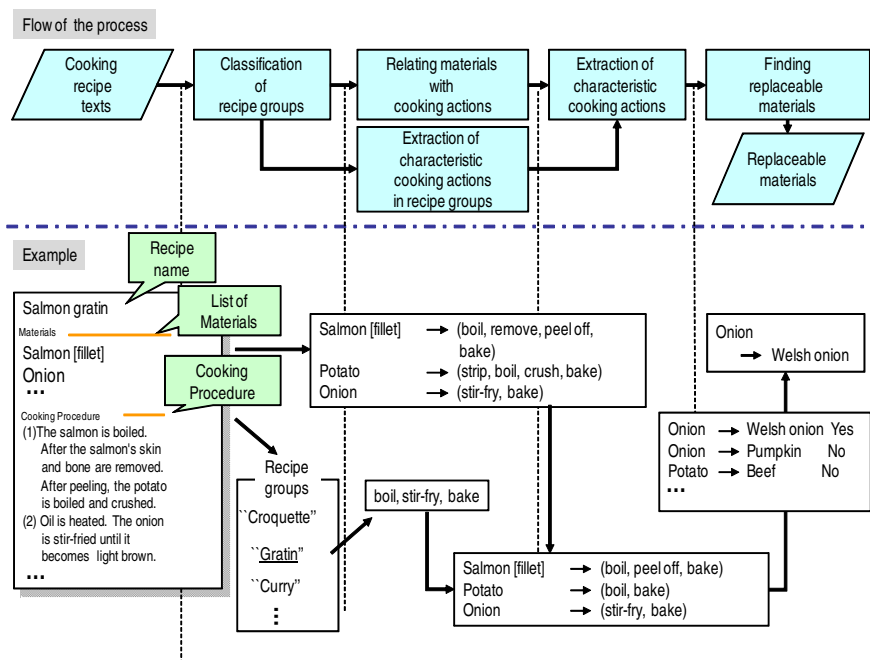 Flow of the process
Cooking
recipe
texts
Classification
of
recipe groups
Relating materials
with
cooking actions
Extraction of
characteristic
cooking actions
Finding
replaceable
materials
Extraction of
characteristic
cooking actions
in recipe groups
Replaceable
materials
Example
Recipe
name
List of
Materials
Cooking
Procedure
Salmon gratin
Materials
Salmon [fillet]
Onion
...
Cooking Procedure
(1)The salmon is boiled.
After the salmon's skin
and bone are removed.
After peeling, the potato
is boiled and crushed.
(2) Oil is heated. The onion
is stir-fried until it
becomes light brown.
...
Salmon [fillet] → (boil, remove, peel off,
bake)
Potato → (strip, boil, crush, bake)
Onion → (stir-fry, bake)
Recipe
groups
``Croquette''
``Gratin''
``Curry''
...
boil, stir-fry, bake
Salmon [fillet] → (boil, peel off, bake)
Potato → (boil, bake)
Onion → (stir-fry, bake)
Onion
→ Welsh onion
Onion → Welsh onion Yes
Onion → Pumpkin No
Potato → Beef No
...